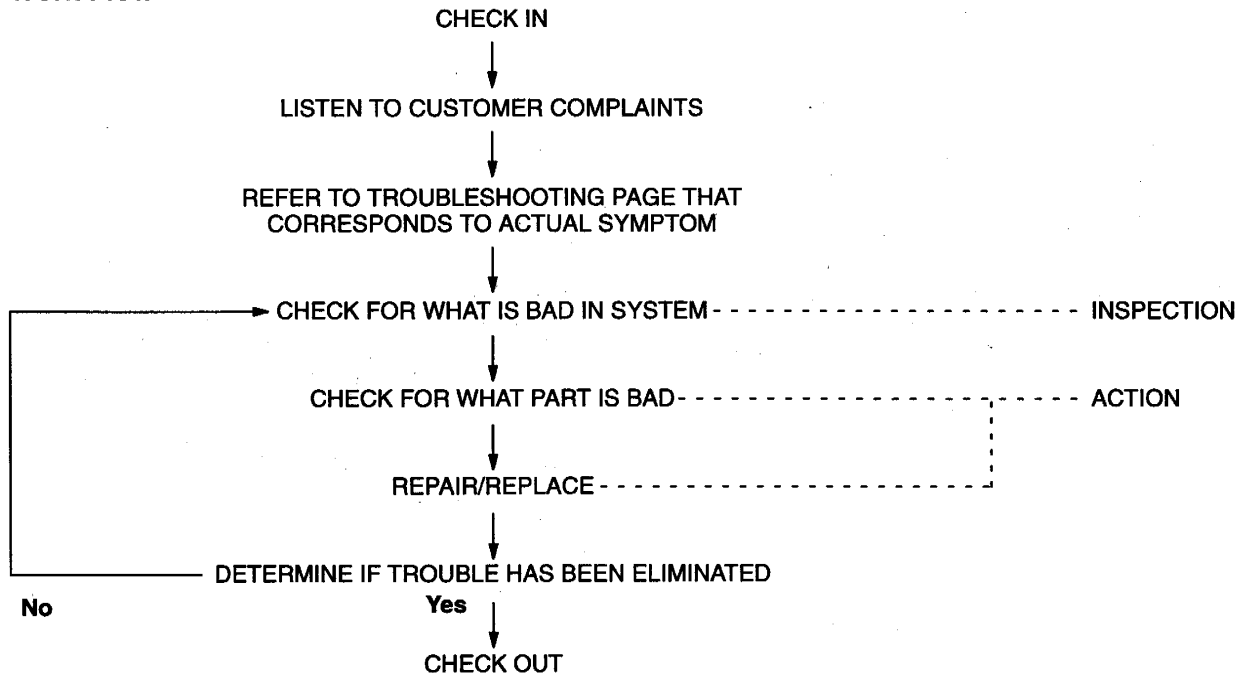 CHECK IN
LISTEN TO CUSTOMER COMPLAINTS
REFER TO TROUBLESHOOTING PAGE THAT
CORRESPONDS TO ACTUAL SYMPTOM
CHECK FOR WHAT IS BAD IN SYSTEM
INSPECTION
CHECK FOR WHAT PART IS BAD
ACTION
REPAIR/REPLACE
DETERMINE IF TROUBLE HAS BEEN ELIMINATED
No
Yes
CHECK OUT